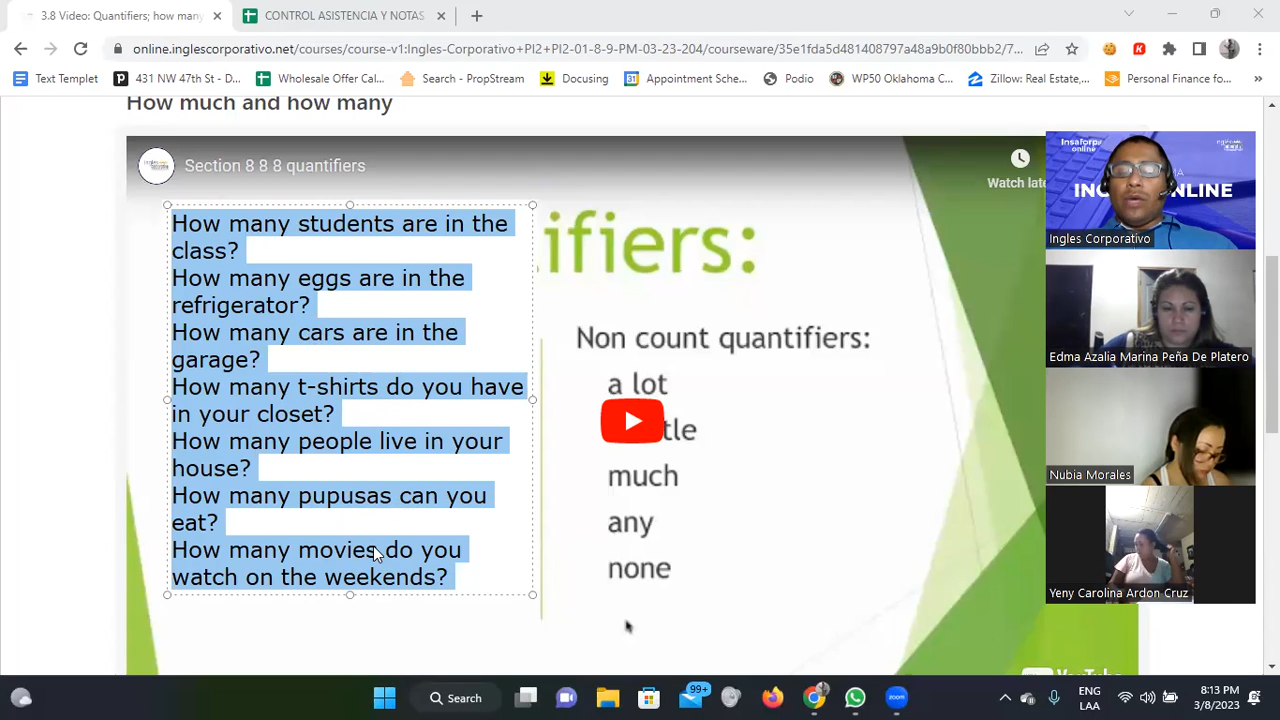 3.8 Video: Quantifiers; how many
CONTROL ASISTENCIA Y NOTAS
online.inglescorporativo.net/courses/course-v1:Ingles-Corporativo+PI2+PI2-01-8-9-PM-03-23-204/courseware/35e1fda5d481408797a48a9b0f80bbb2/7...
Text Templet
431 NW 47th St - D...
Wholesale Offer Cal...
Search - PropStream
Docusing
Appointment Sche...
Podio
WP50 Oklahoma C...
Zillow: Real Estate,...
Personal Finance fo...
How much and how many
Section 8 8 8 quantifiers
Watch late
ifiers:
How many students are in the
class?
How many eggs are in the
refrigerator?
How many cars are in the
garage?
How many t-shirts do you have
in your closet?
How many people live in your
house?
How many pupusas can you
eat?
How many movies do you
watch on the weekends?
Non count quantifiers:
a lot
tle
much
any
none
YouTube
Insaforp
online
Ingles Corporativo
Edma Azalia Marina Peña De Platero
Nubia Morales
Yeny Carolina Ardon Cruz
Search
99+
ENG
LAA
8:13 PM
3/8/2023